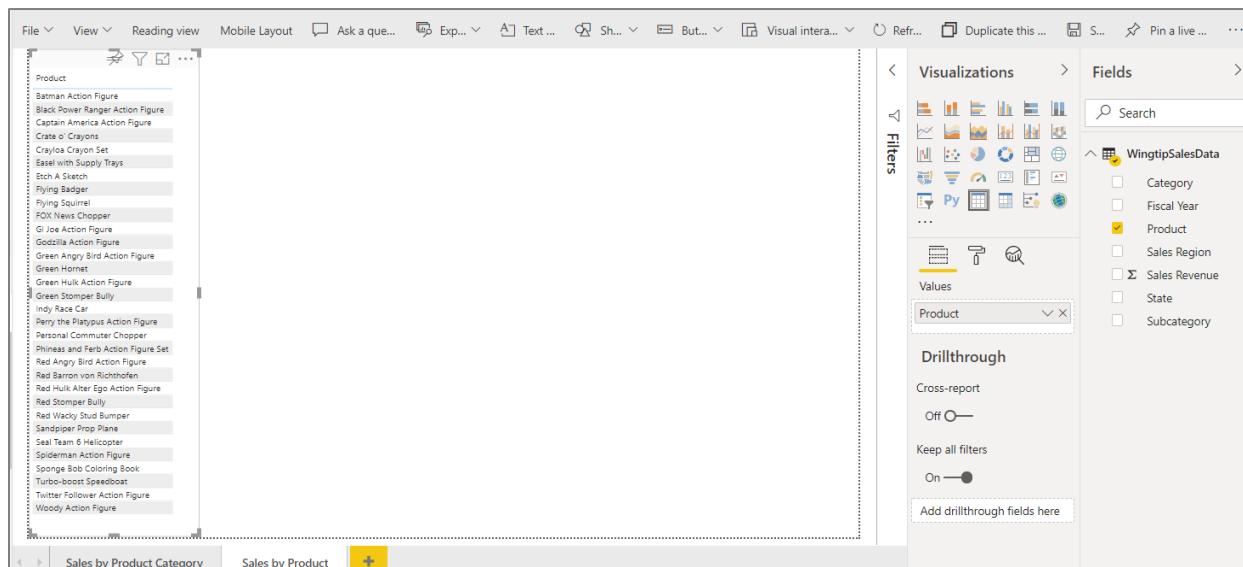 File View Reading view Mobile Layout Ask a que... Exp... Text ... Sh... But... Visual intera... Refr... Duplicate this ... S... Pin a live ... ...
Product
Batman Action Figure
Black Power Ranger Action Figure
Captain America Action Figure
Crate o' Crayons
Crayloa Crayon Set
Easel with Supply Trays
Etch A Sketch
Flying Badger
Flying Squirrel
FOX News Chopper
GI Joe Action Figure
Godzilla Action Figure
Green Angry Bird Action Figure
Green Hornet
Green Hulk Action Figure
Green Stomper Bully
Indy Race Car
Perry the Platypus Action Figure
Personal Commuter Chopper
Phineas and Ferb Action Figure Set
Red Angry Bird Action Figure
Red Barron von Richthofen
Red Hulk Alter Ego Action Figure
Red Stomper Bully
Red Wacky Stud Bumper
Sandpiper Prop Plane
Seal Team 6 Helicopter
Spiderman Action Figure
Sponge Bob Coloring Book
Turbo-boost Speedboat
Twitter Follower Action Figure
Woody Action Figure
Sales by Product Category Sales by Product +
Filters
Visualizations
123
Py
...
Values
Product
Drillthrough
Cross-report
Off
Keep all filters
On
Add drillthrough fields here
Fields
Search
WingtipSalesData
Category
Fiscal Year
Product
Sales Region
Σ Sales Revenue
State
Subcategory